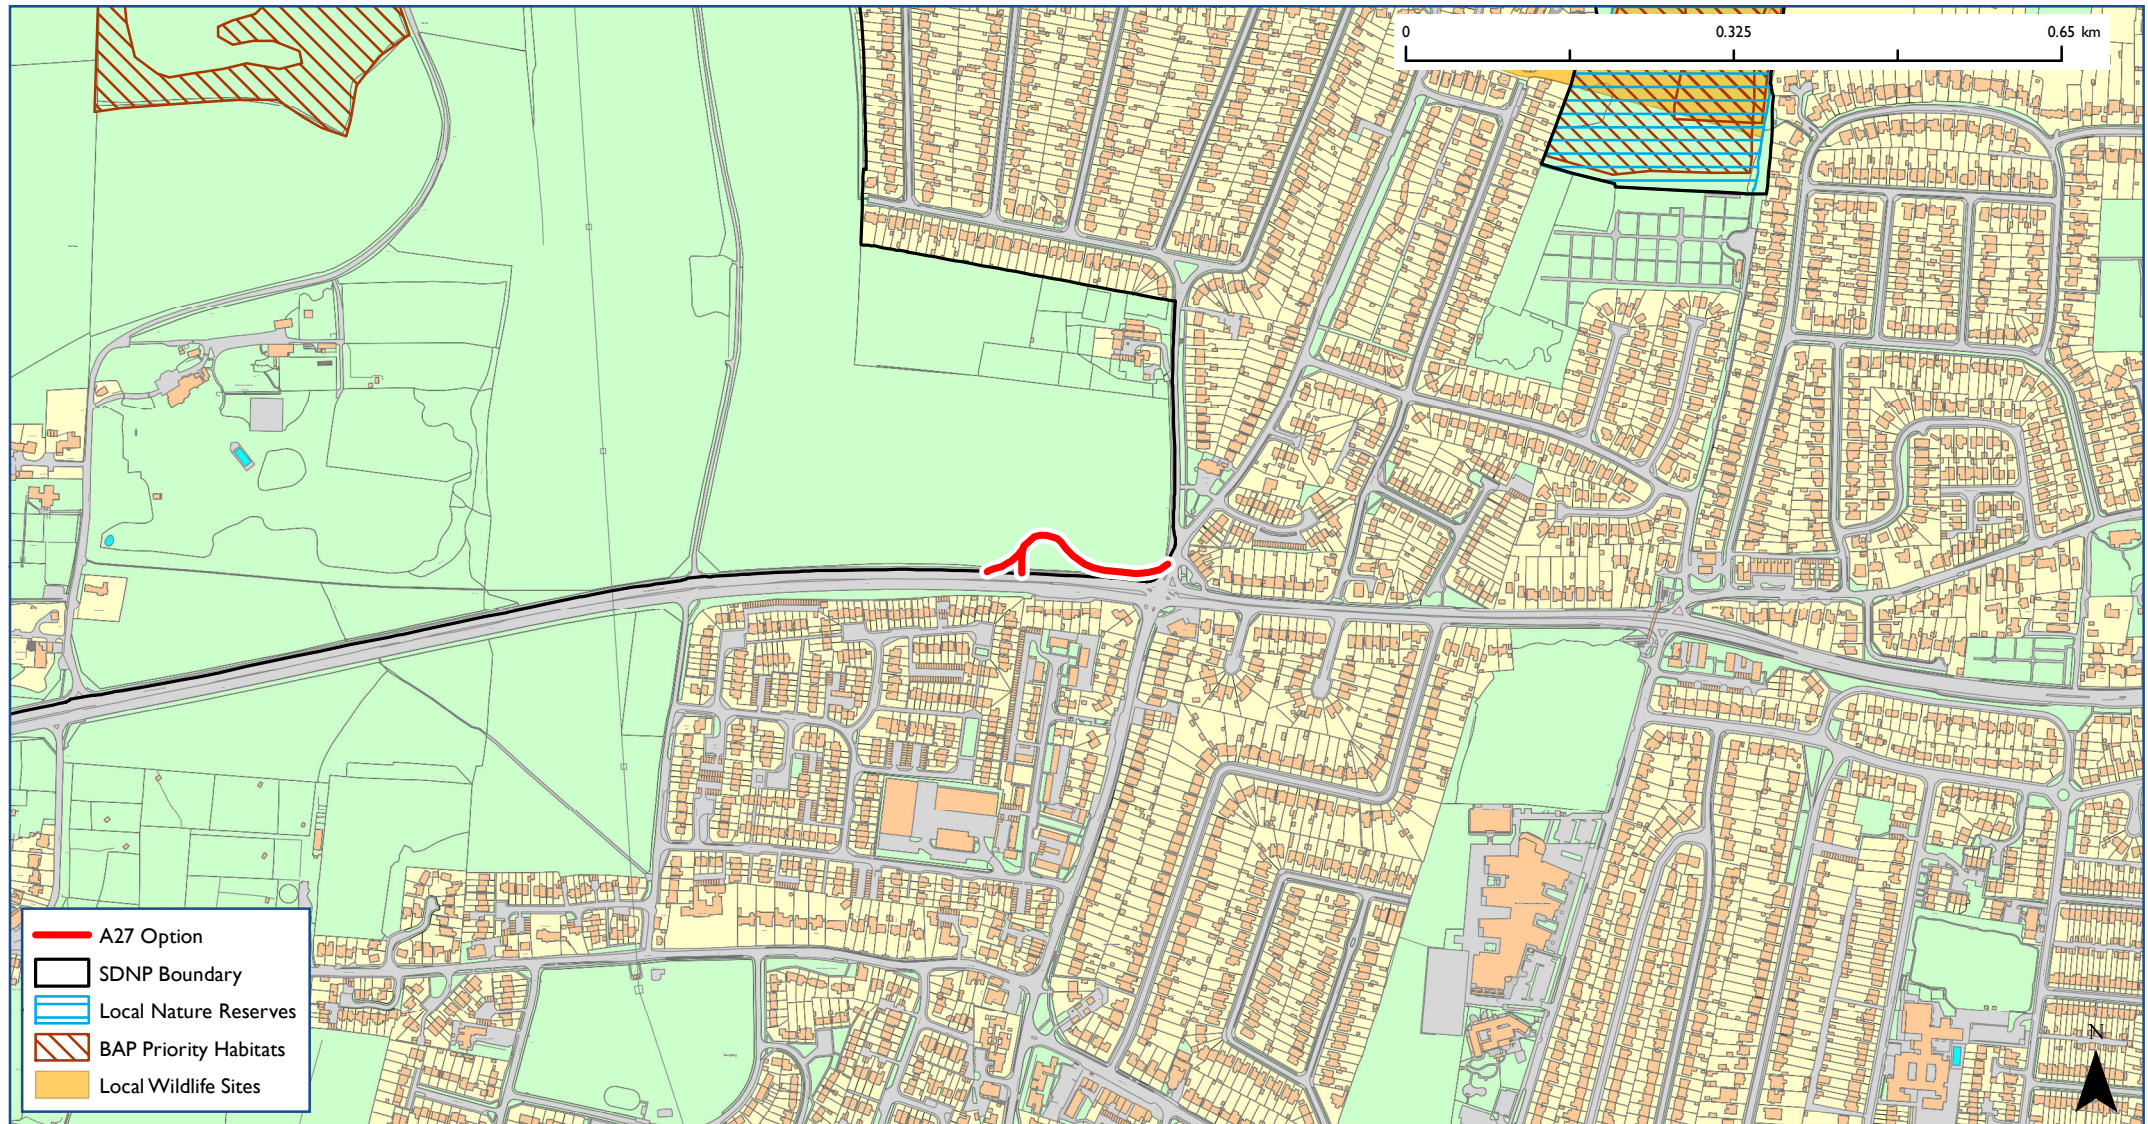 0 0.325 0.65 km
A27 Option
SDNP Boundary
Local Nature Reserves
BAP Priority Habitats
Local Wildlife Sites
N